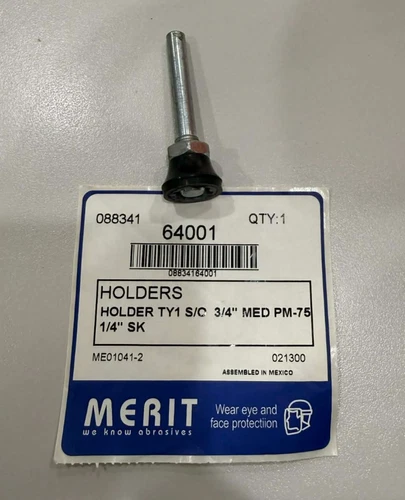 088341
QTY:1
64001
08834164001
HOLDERS
HOLDER TY1 S/C 3/4" MED PM-75
1/4" SK
ME01041-2
021300
ASSEMBLED IN MEXICO
MERIT
we know abrasives
Wear eye and
face protectiion